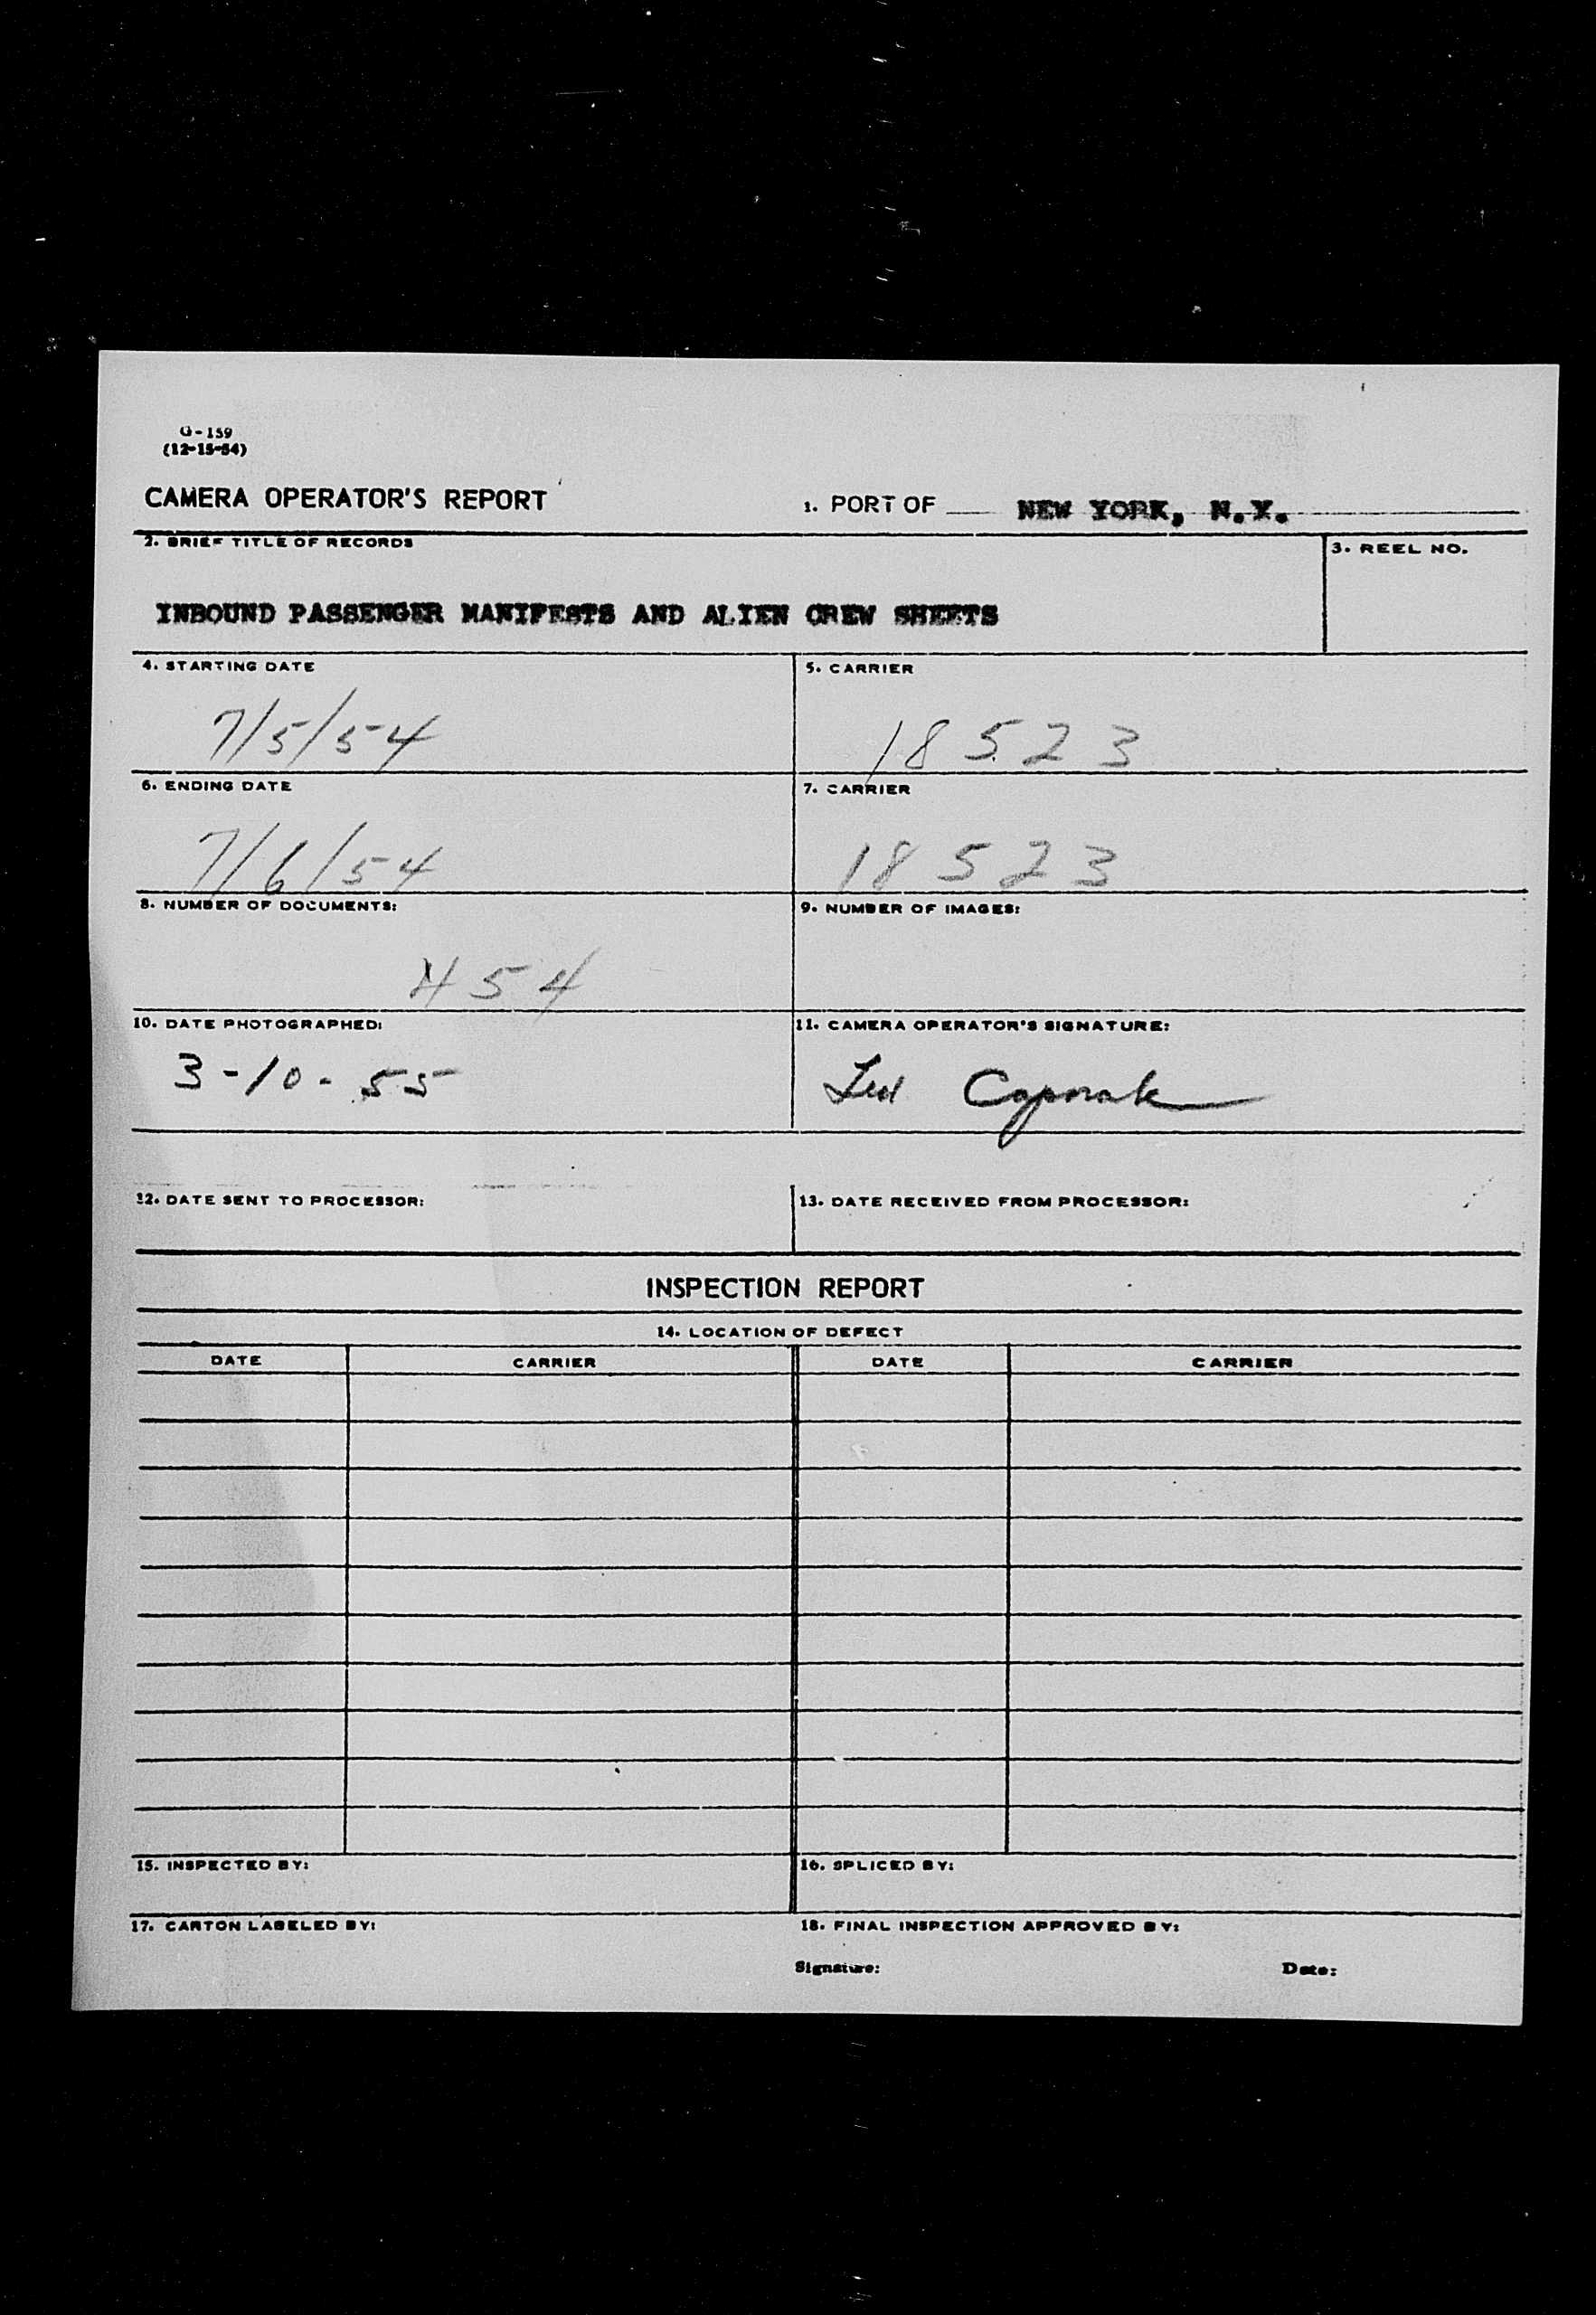 G-159
(12-15-54)
CAMERA OPERATOR'S REPORT
1. PORT OF NEW YORK, N.Y.
2. BRIEF TITLE OF RECORDS
3. REEL NO.
INBOUND PASSENGER MANIFESTS AND ALIEN CREW SHEETS
4. STARTING DATE
5. CARRIER
7/5/54
18523
6. ENDING DATE
7. CARRIER
7/6/54
18523
8. NUMBER OF DOCUMENTS:
9. NUMBER OF IMAGES:
454
10. DATE PHOTOGRAPHED:
11. CAMERA OPERATOR'S SIGNATURE:
3-10-55
12. DATE SENT TO PROCESSOR:
13. DATE RECEIVED FROM PROCESSOR:
INSPECTION REPORT
14. LOCATION OF DEFECT
DATE CARRIER DATE CARRIER
15. INSPECTED BY:
16. SPLICED BY:
17. CARTON LABELED BY:
18. FINAL INSPECTION APPROVED BY:
Signature: Date: